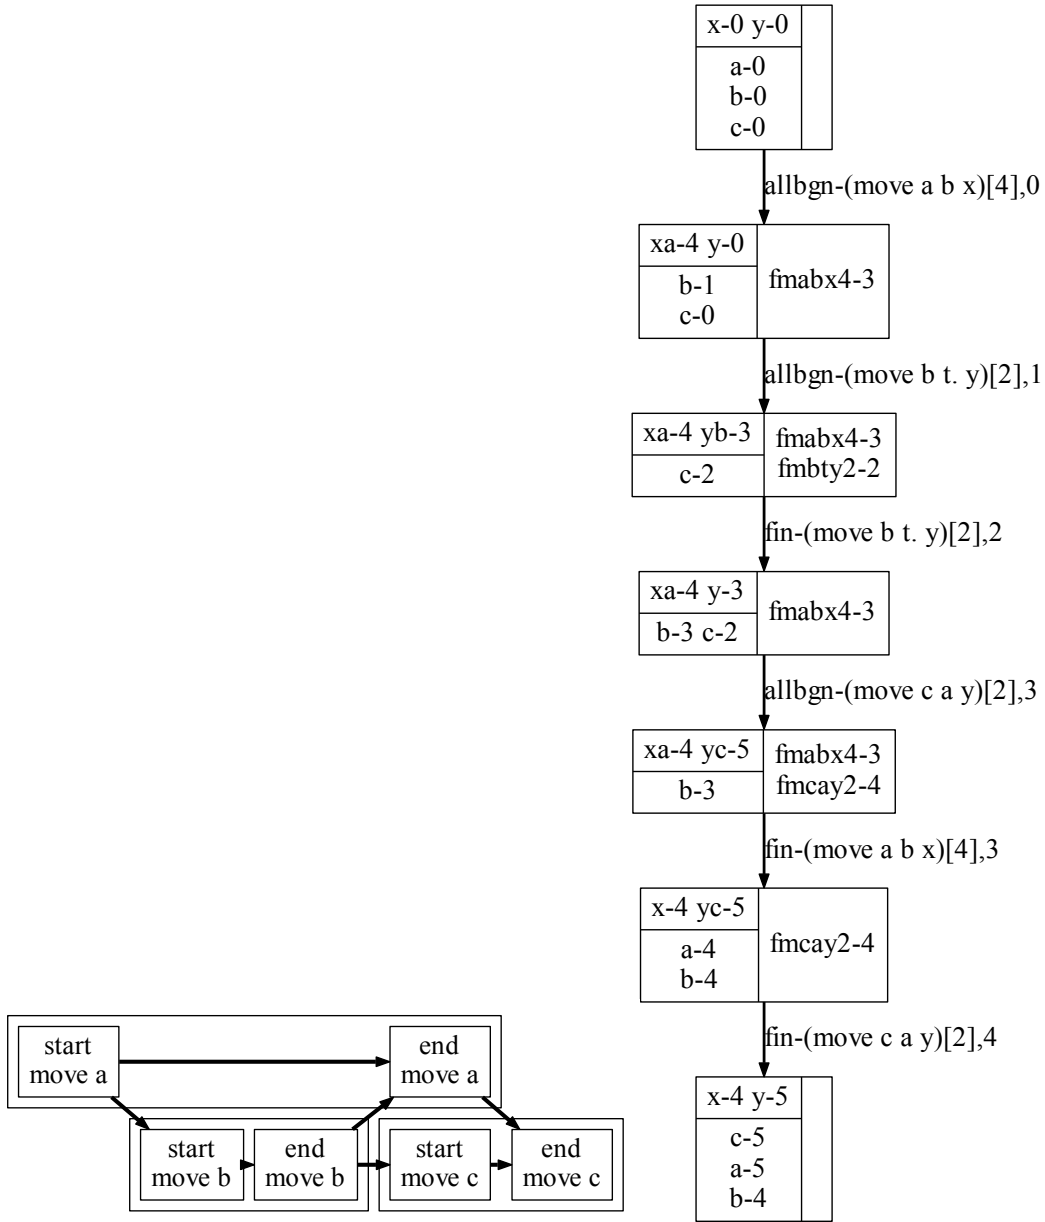 x-0 y-0
a-0
b-0
c-0
allbgn-(move a b x)[4],0
xa-4 y-0
b-1
c-0
fmabx4-3
allbgn-(move b t. y)[2],1
xa-4 yb-3
c-2
fmabx4-3
fmbty2-2
fin-(move b t. y)[2],2
xa-4 y-3
b-3 c-2
fmabx4-3
allbgn-(move c a y)[2],3
xa-4 yc-5
b-3
fmabx4-3
fmcay2-4
fin-(move a b x)[4],3
x-4 yc-5
a-4
b-4
fmcay2-4
fin-(move c a y)[2],4
x-4 y-5
c-5
a-5
b-4
start
move a
end
move a
start
move b
end
move b
start
move c
end
move c